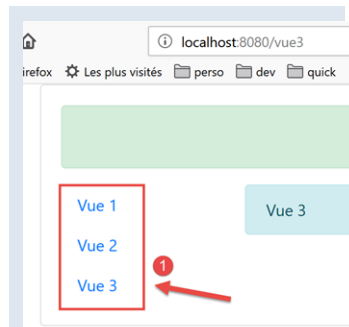 localhost:8080/vue3
irefox Les plus visités perso dev quick
Vue 1
Vue 3
Vue 2
Vue 3
1